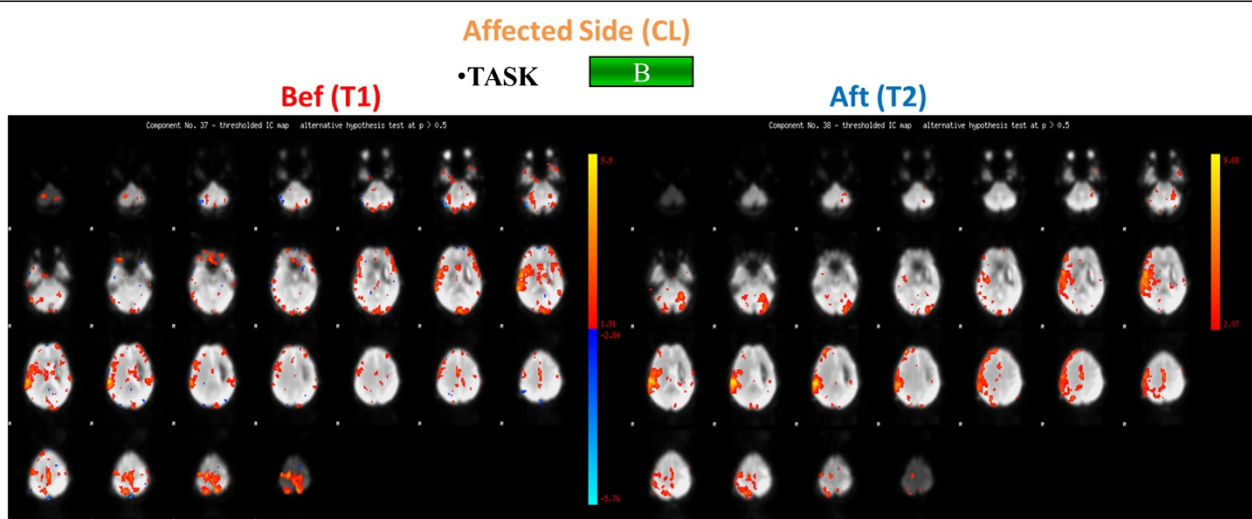 Affected Side (CL)
•TASK
B
Bef (T1)
Aft (T2)
Component No. 37 - thresholded IC map alternative hypothesis test at p > 0.5
Component No. 38 - thresholded IC map alternative hypothesis test at p > 0.5
9.9
1.91
-2.84
-5.76
9.68
2.07